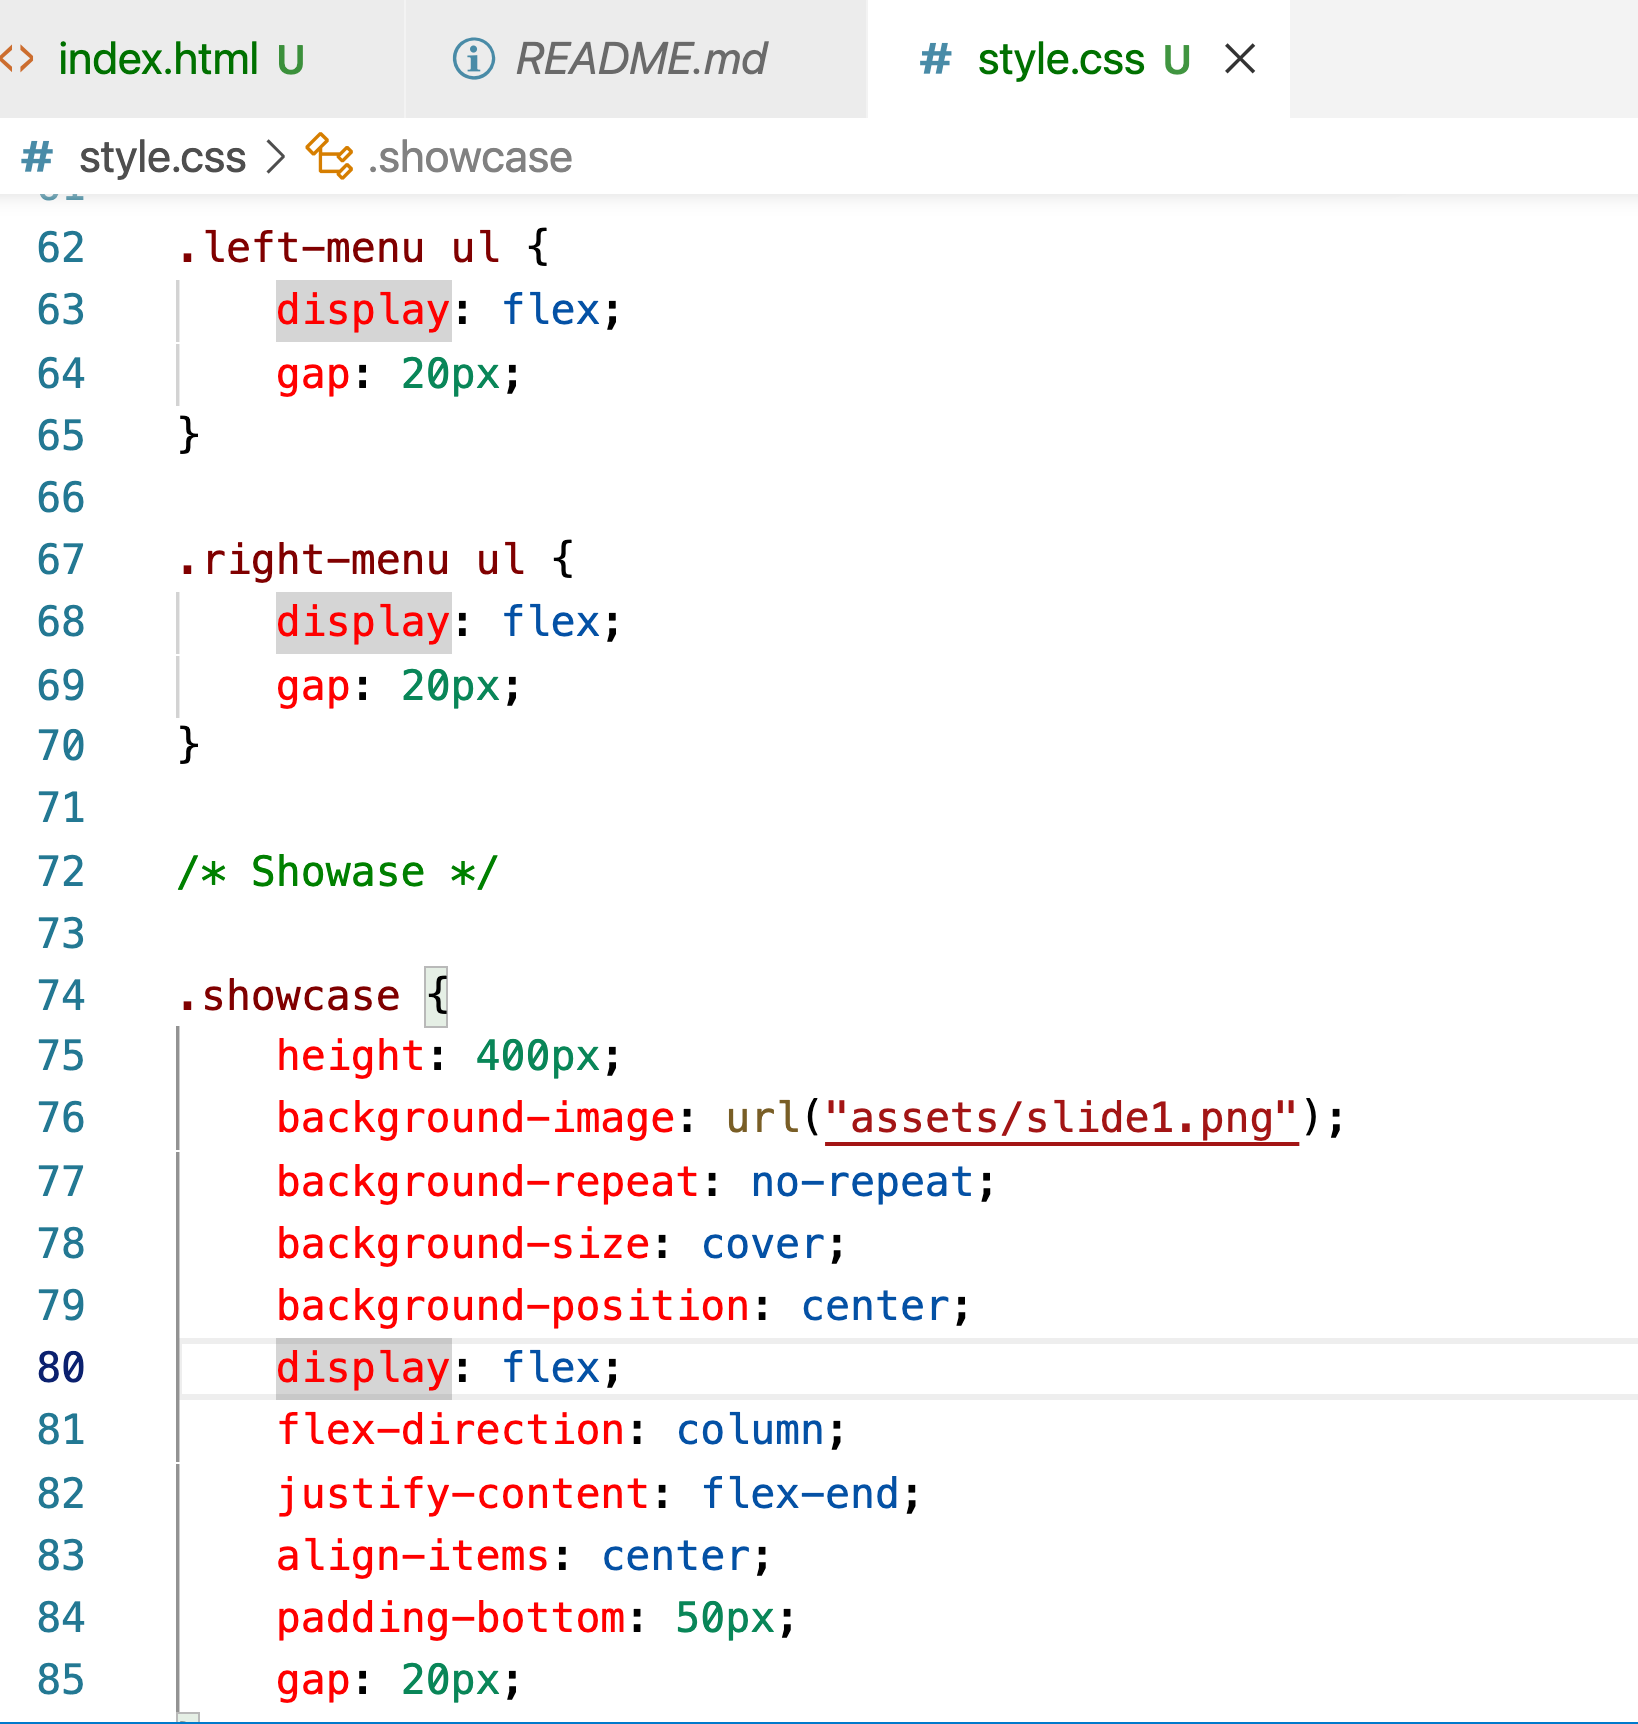 <> index.html U README.md # style.css U ×
# style.css > .showcase
61
62 .left-menu ul {
63 display: flex;
64 gap: 20px;
65 }
66
67 .right-menu ul {
68 display: flex;
69 gap: 20px;
70 }
71
72 /* Showase */
73
74 .showcase {
75 height: 400px;
76 background-image: url("assets/slide1.png");
77 background-repeat: no-repeat;
78 background-size: cover;
79 background-position: center;
80 display: flex;
81 flex-direction: column;
82 justify-content: flex-end;
83 align-items: center;
84 padding-bottom: 50px;
85 gap: 20px;